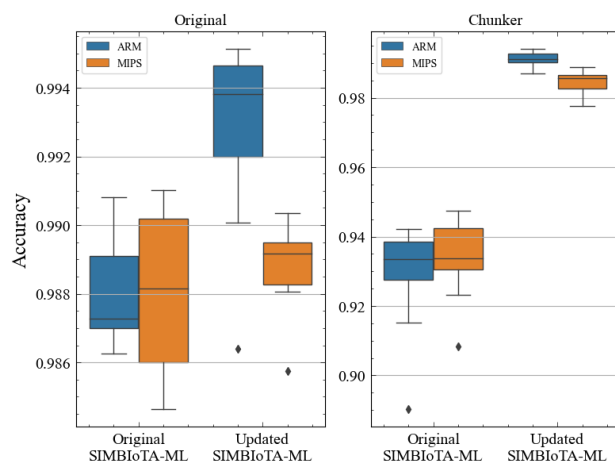 Original
Accuracy
0.994
0.992
0.990
0.988
0.986
ARM
MIPS
Original
SIMBIoTA-ML
Updated
SIMBIoTA-ML
Chunker
0.98
0.96
0.94
0.92
0.90
ARM
MIPS
Original
SIMBIoTA-ML
Updated
SIMBIoTA-ML